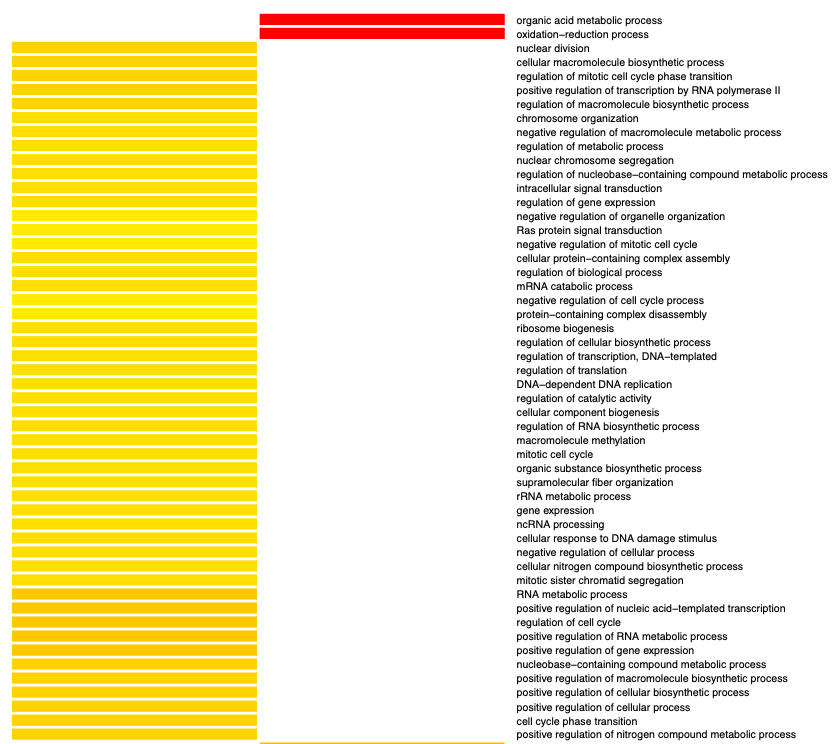 organic acid metabolic process
oxidation−reduction process
nuclear division
cellular macromolecule biosynthetic process
regulation of mitotic cell cycle phase transition
positive regulation of transcription by RNA polymerase II
regulation of macromolecule biosynthetic process
chromosome organization
negative regulation of macromolecule metabolic process
regulation of metabolic process
nuclear chromosome segregation
regulation of nucleobase−containing compound metabolic process
intracellular signal transduction
regulation of gene expression
negative regulation of organelle organization
Ras protein signal transduction
negative regulation of mitotic cell cycle
cellular protein−containing complex assembly
regulation of biological process
mRNA catabolic process
negative regulation of cell cycle process
protein−containing complex disassembly
ribosome biogenesis
regulation of cellular biosynthetic process
regulation of transcription, DNA−templated
regulation of translation
DNA−dependent DNA replication
regulation of catalytic activity
cellular component biogenesis
regulation of RNA biosynthetic process
macromolecule methylation
mitotic cell cycle
organic substance biosynthetic process
supramolecular fiber organization
rRNA metabolic process
gene expression
ncRNA processing
cellular response to DNA damage stimulus
negative regulation of cellular process
cellular nitrogen compound biosynthetic process
mitotic sister chromatid segregation
RNA metabolic process
positive regulation of nucleic acid−templated transcription
regulation of cell cycle
positive regulation of RNA metabolic process
positive regulation of gene expression
nucleobase−containing compound metabolic process
positive regulation of macromolecule biosynthetic process
positive regulation of cellular biosynthetic process
positive regulation of cellular process
cell cycle phase transition
positive regulation of nitrogen compound metabolic process